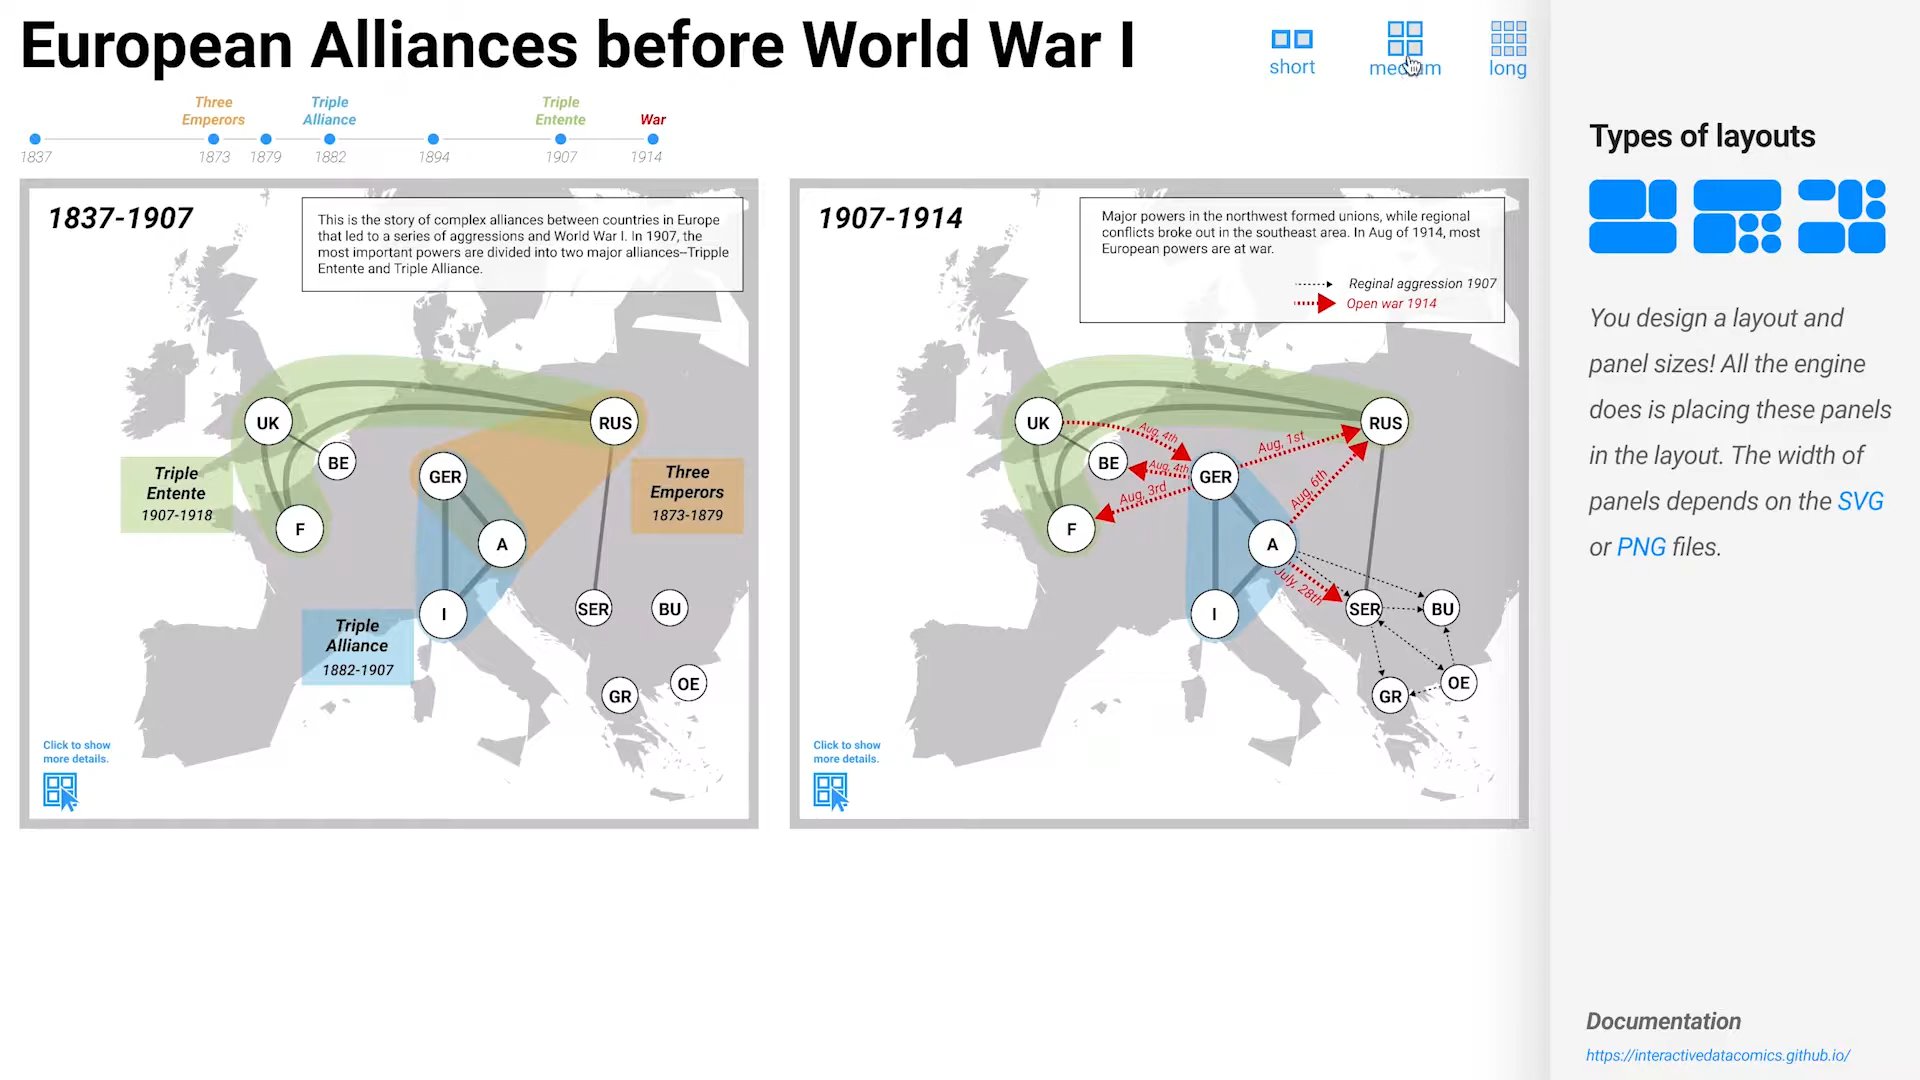 European Alliances before World War I
short
medium
long
Three
Emperors
Triple
Alliance
Triple
Entente
War
1837
1873
1879
1882
1894
1907
1914
1837-1907
This is the story of complex alliances between countries in Europe
that led to a series of aggressions and World War I. In 1907, the
most important powers are divided into two major alliances–Tripple
Entente and Triple Alliance.
UK
RUS
BE
GER
F
A
I
SER
BU
GR
OE
Triple
Entente
1907-1918
Three
Emperors
1873-1879
Triple
Alliance
1882-1907
Click to show
more details.
1907-1914
Major powers in the northwest formed unions, while regional
conflicts broke out in the southeast area. In Aug of 1914, most
European powers are at war.
Reginal aggression 1907
Open war 1914
UK
RUS
BE
GER
F
A
I
SER
BU
GR
OE
Aug, 4th
Aug, 1st
Aug, 4th
Aug, 3rd
Aug, 6th
July, 28th
Click to show
more details.
Types of layouts
You design a layout and
panel sizes! All the engine
does is placing these panels
in the layout. The width of
panels depends on the SVG
or PNG files.
Documentation
https://interactivedatacomics.github.io/